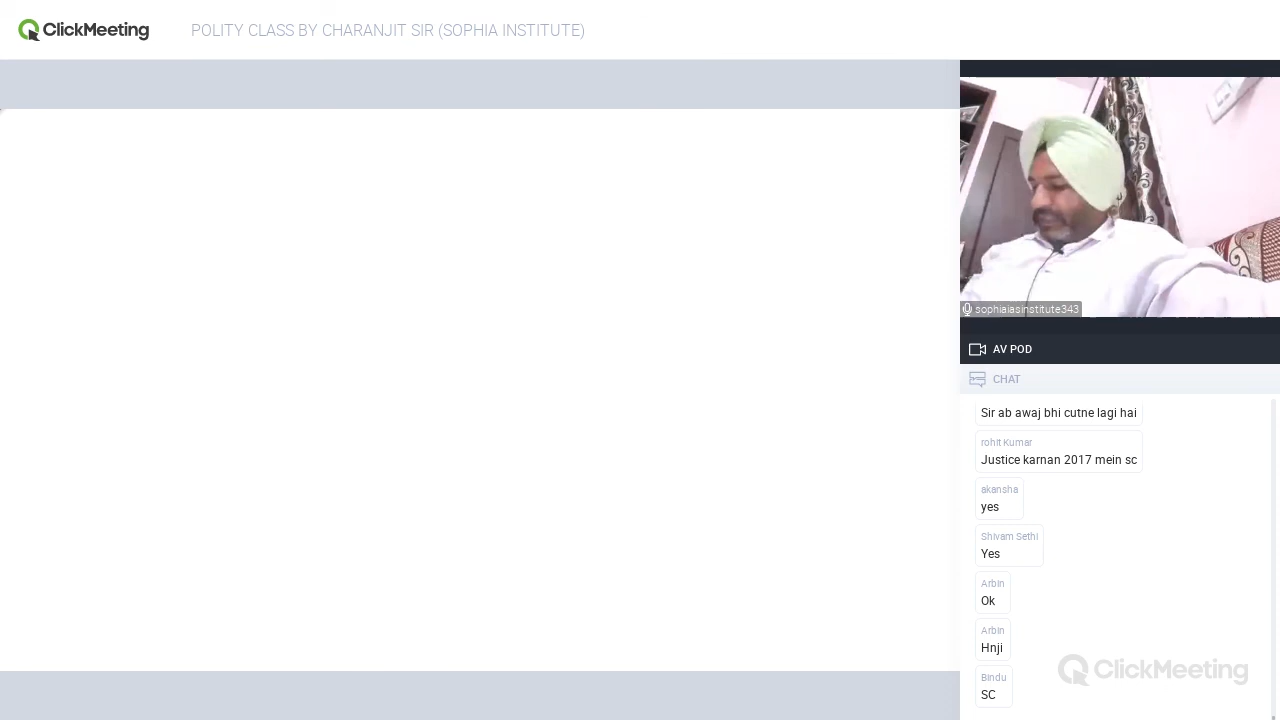 ClickMeeting
POLITY CLASS BY CHARANJIT SIR (SOPHIA INSTITUTE)
sophiaiasinstitute343
AV POD
CHAT
Sir ab awaj bhi cutne lagi hai
rohit Kumar
Justice karnan 2017 mein sc
akansha
yes
Shivam Sethi
Yes
Arbin
Ok
Arbin
Hnji
Bindu
SC
ClickMeeting